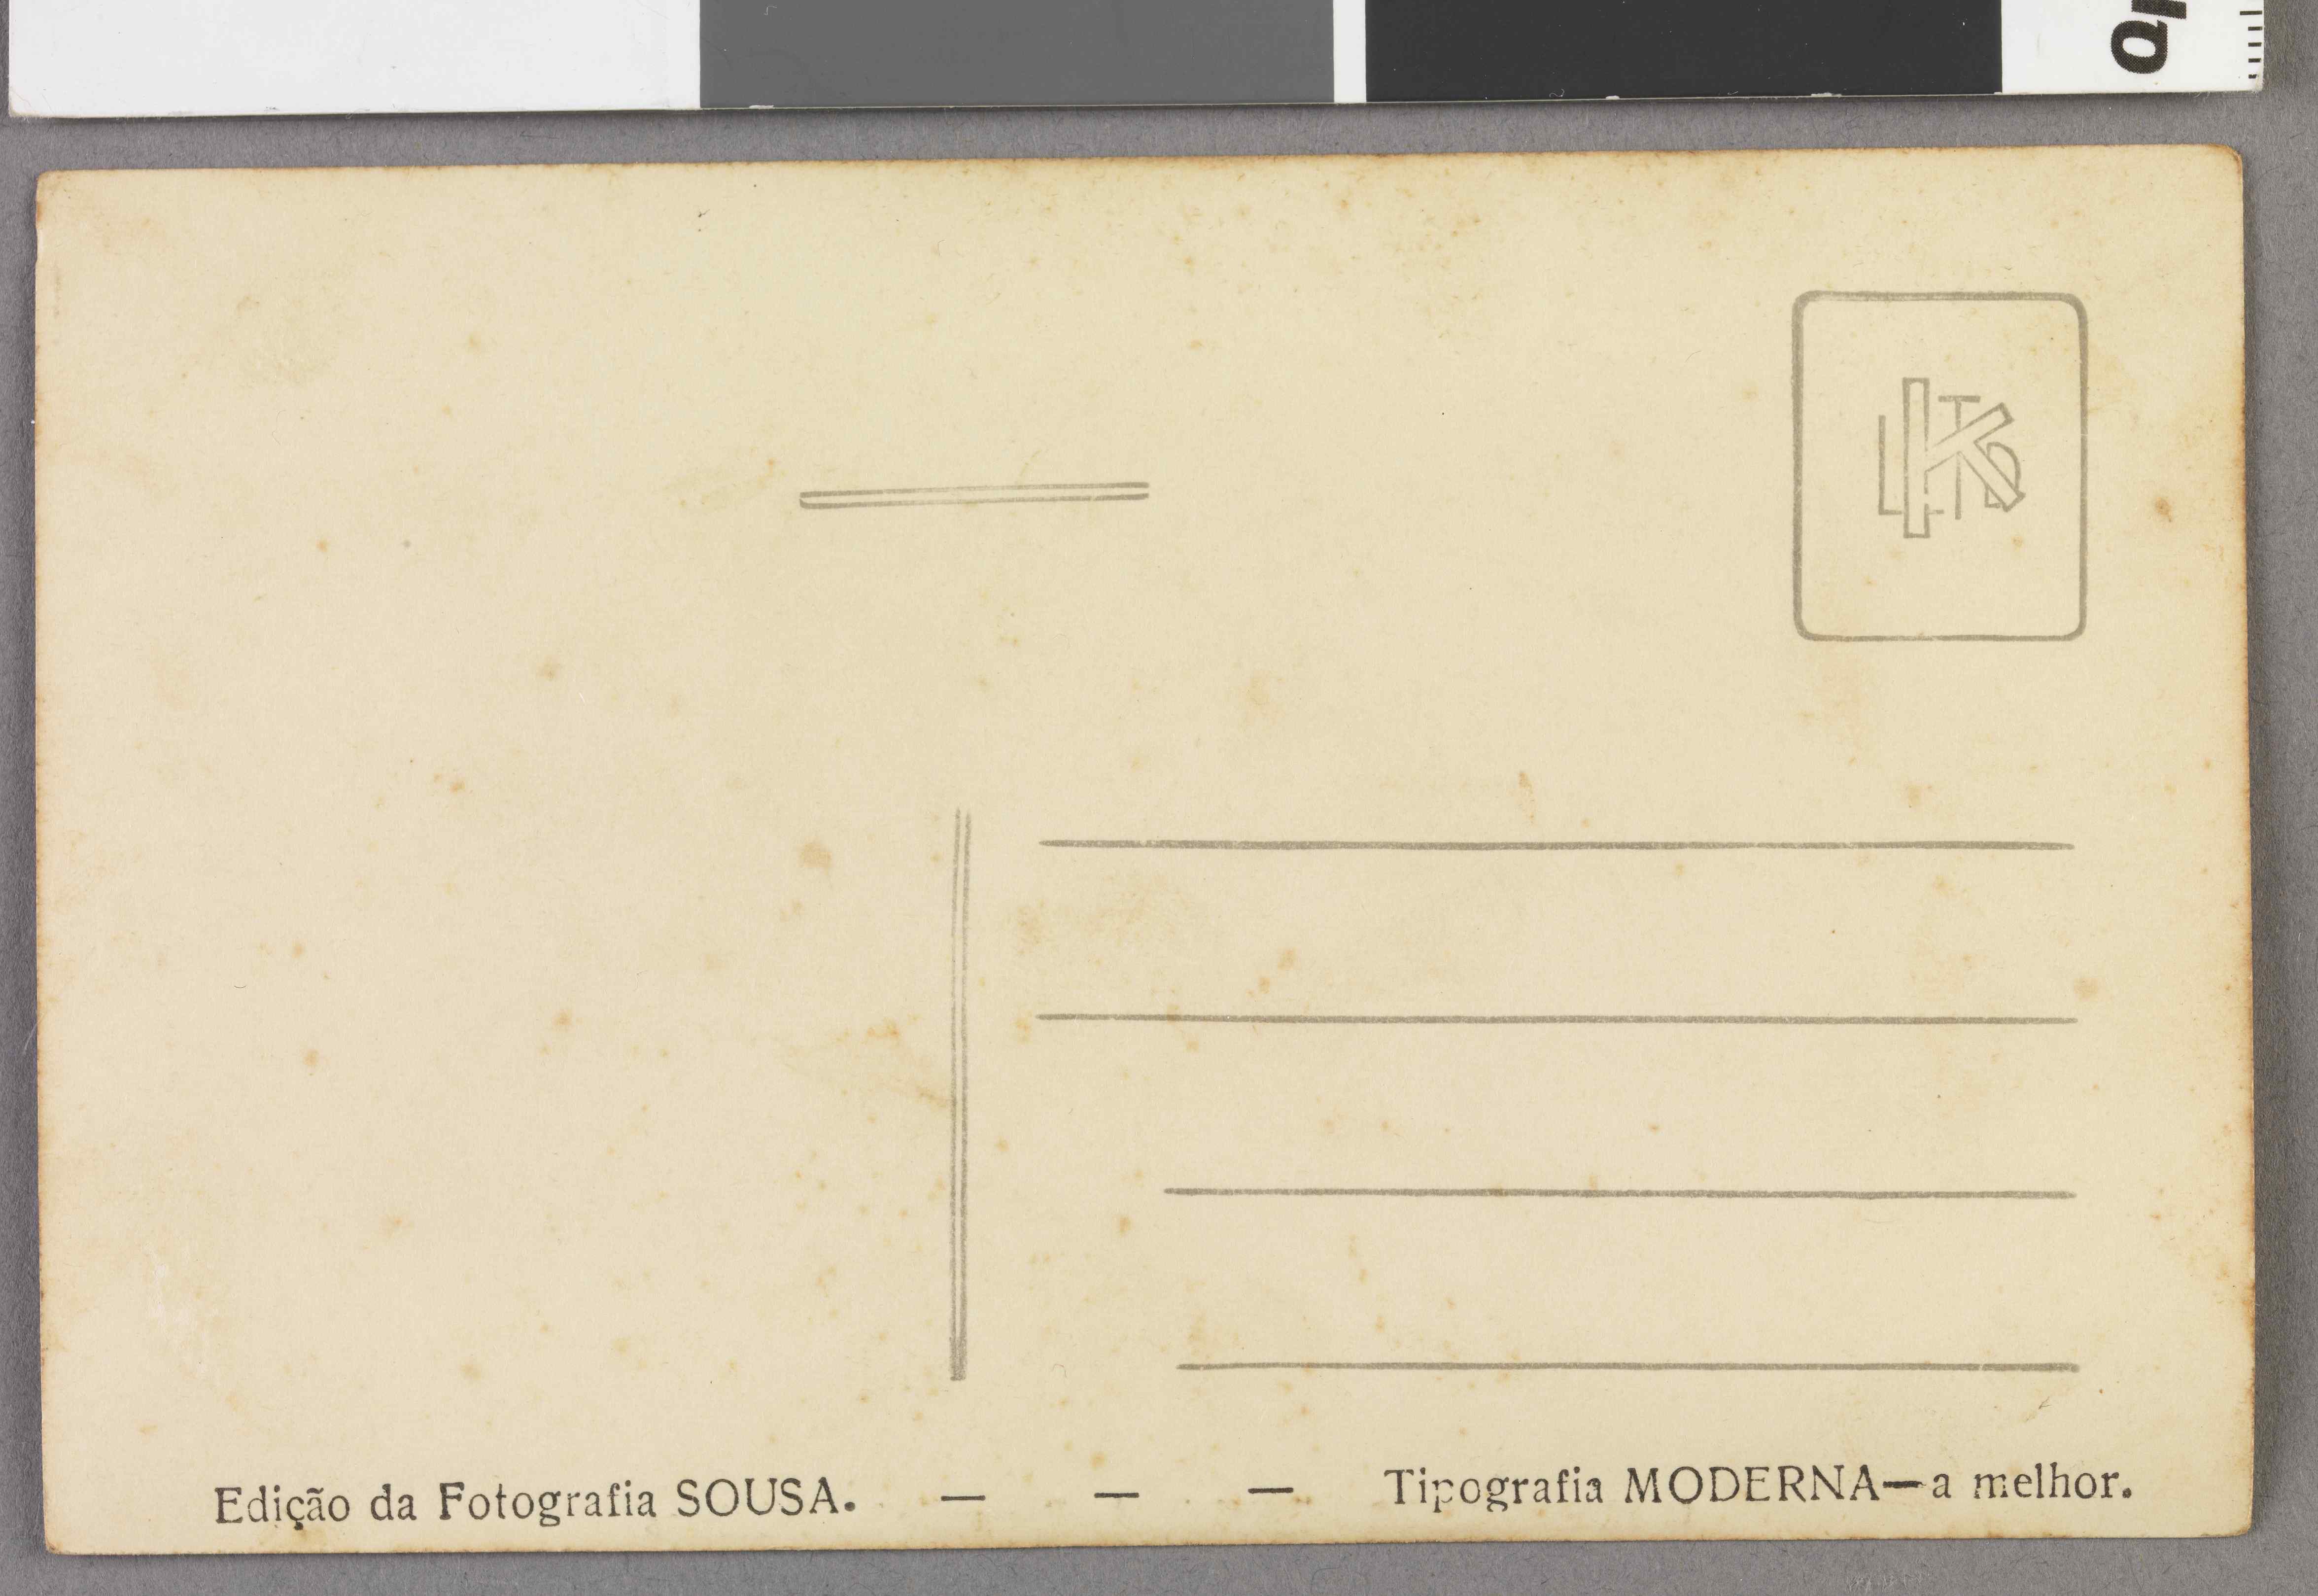 K
Edição da Fotografia SOUSA. — — — Tipografia MODERNA—a melhor.